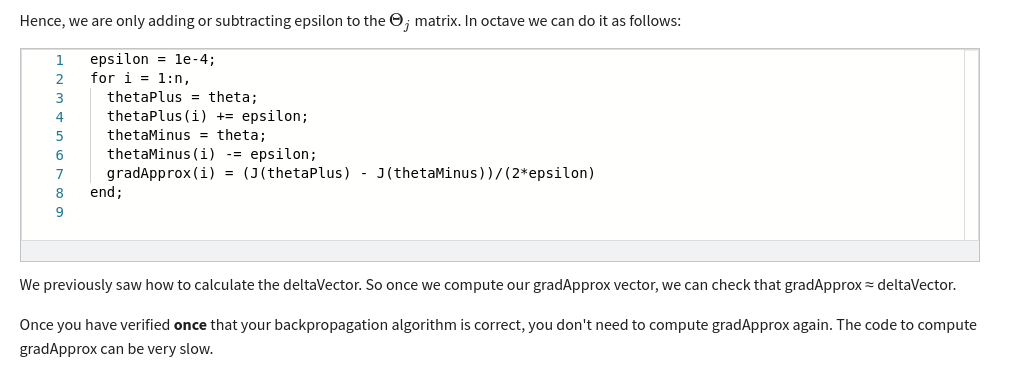 Hence, we are only adding or subtracting epsilon to the Θj matrix. In octave we can do it as follows:
1 epsilon = 1e-4;
2 for i = 1:n,
3   thetaPlus = theta;
4   thetaPlus(i) += epsilon;
5   thetaMinus = theta;
6   thetaMinus(i) -= epsilon;
7   gradApprox(i) = (J(thetaPlus) - J(thetaMinus))/(2*epsilon)
8 end;
9
We previously saw how to calculate the deltaVector. So once we compute our gradApprox vector, we can check that gradApprox ≈ deltaVector.
Once you have verified once that your backpropagation algorithm is correct, you don't need to compute gradApprox again. The code to compute
gradApprox can be very slow.